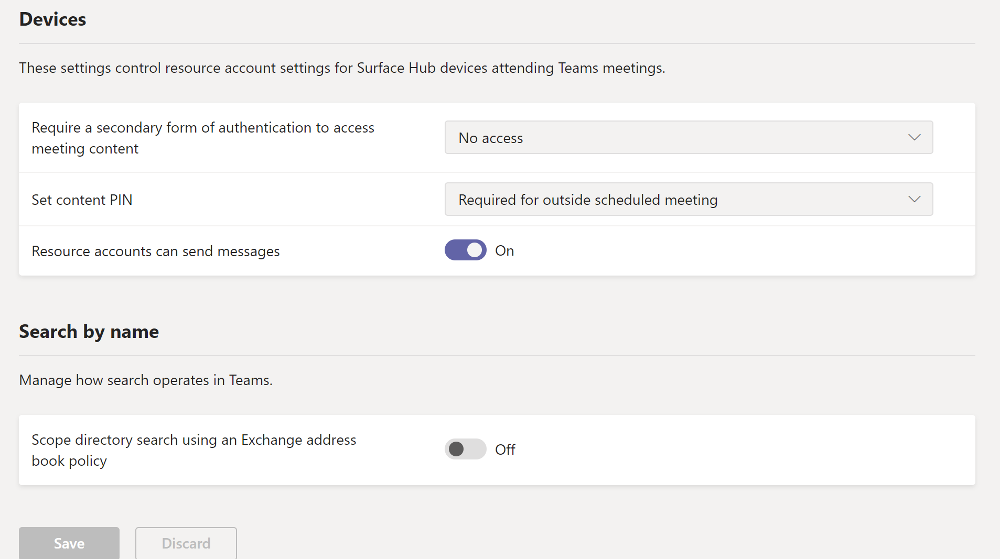 Devices
These settings control resource account settings for Surface Hub devices attending Teams meetings.
Require a secondary form of authentication to access
meeting content
No access
Set content PIN
Required for outside scheduled meeting
Resource accounts can send messages
On
Search by name
Manage how search operates in Teams.
Scope directory search using an Exchange address
book policy
Off
Save
Discard